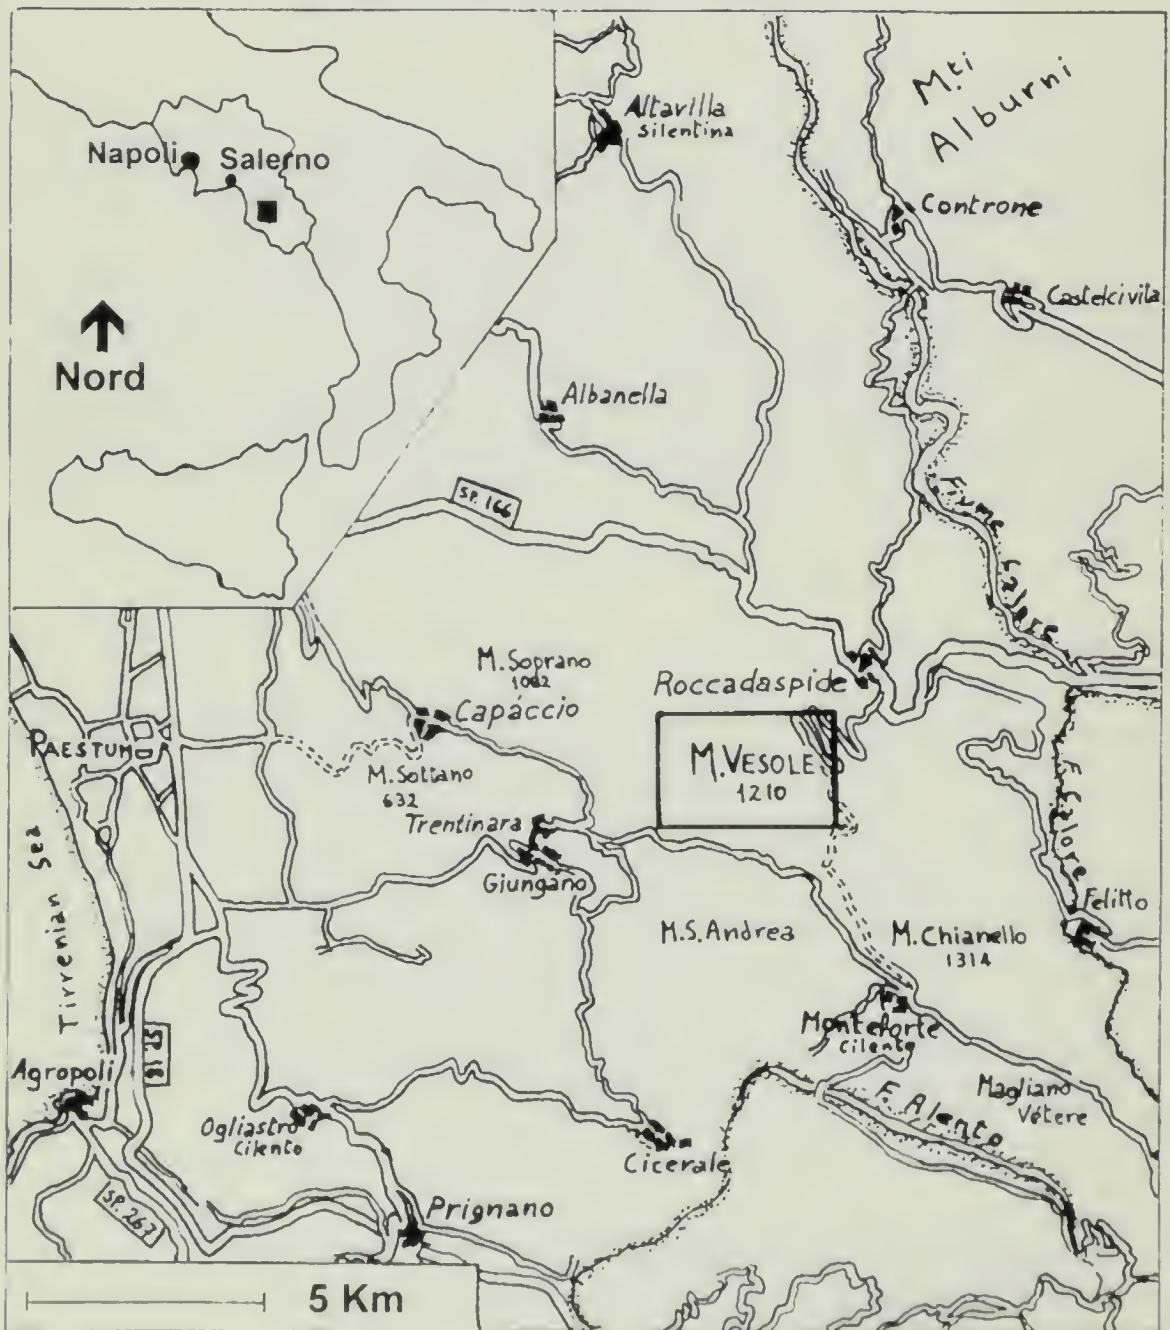 Napoli
Salerno
Nord
Altavilla
Silentina
M.ti
Alburni
Controne
Castelcivita
Albanella
SP. 166
Fiume
Calore
M. Soprano
1082
Capaccio
Roccadaspide
M. VESOLE
1210
PAESTUM
M. Sottano
632
Trentinara
Giungano
F. Calore
Felitto
Tirrenian Sea
M.S. Andrea
M. Chianello
1314
Monteforte
Cilento
Agropoli
Ogliastro
Cilento
Cicerale
F. Alento
Magliano
Vétere
SP. 267
Prignano
5 Km